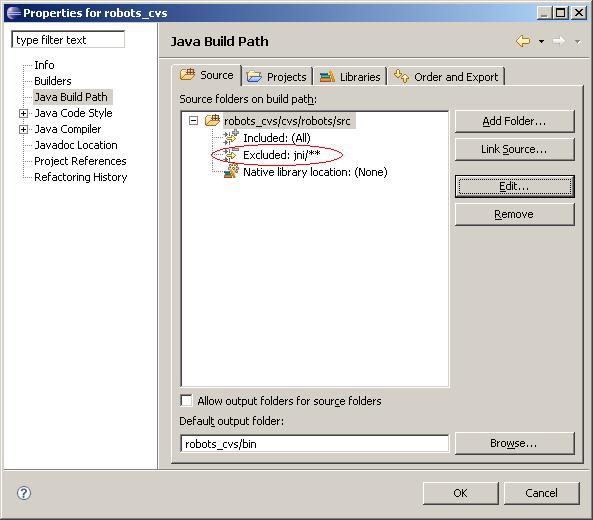 Properties for robots_cvs
type filter text
Info
Builders
Java Build Path
Java Code Style
Java Compiler
Javadoc Location
Project References
Refactoring History
Java Build Path
Source
Projects
Libraries
Order and Export
Source folders on build path:
robots_cvs/cvs/robots/src
Included: (All)
Excluded: jni/**
Native library location: (None)
Add Folder...
Link Source...
Edit...
Remove
Allow output folders for source folders
Default output folder:
robots_cvs/bin
Browse...
?
OK
Cancel